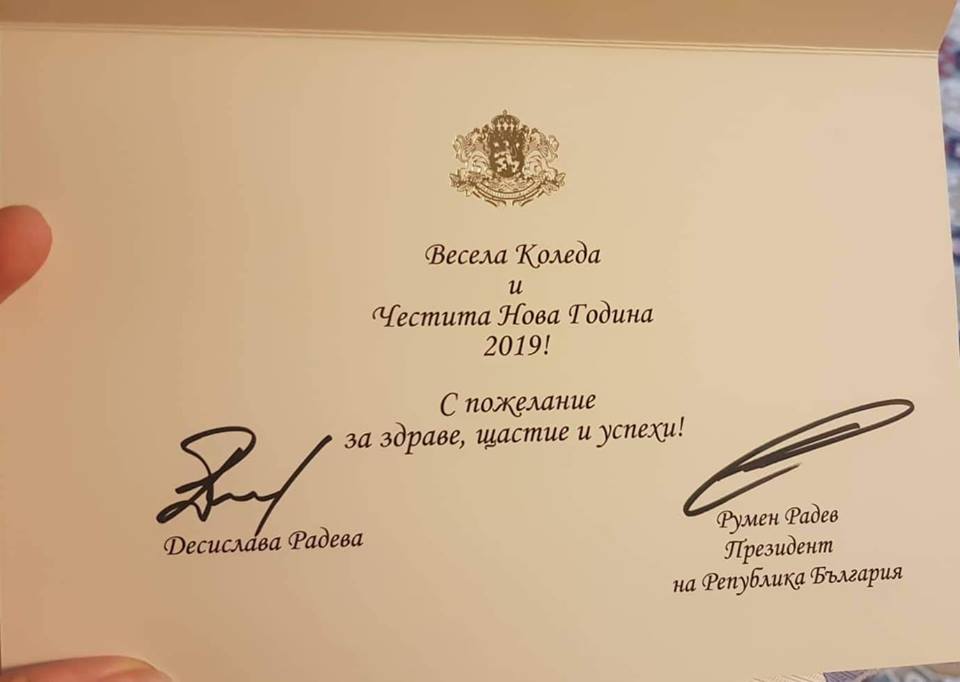 Весела Коледа
и
Честита Нова Година
2019!
С пожелание
за здраве, щастие и успехи!
Десислава Радева
Румен Радев
Президент
на Република България